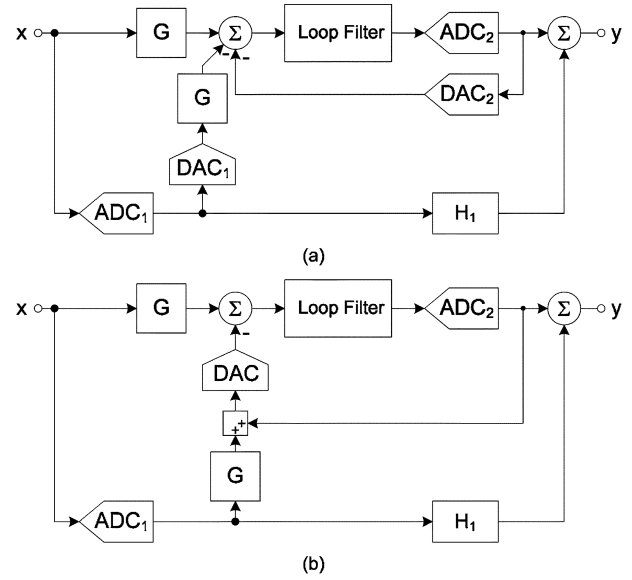 x G Σ Loop Filter ADC₂ Σ y
- -
G DAC₂
DAC₁
ADC₁ H₁
(a)
x G Σ Loop Filter ADC₂ Σ y
-
DAC
+ +
G
ADC₁ H₁
(b)